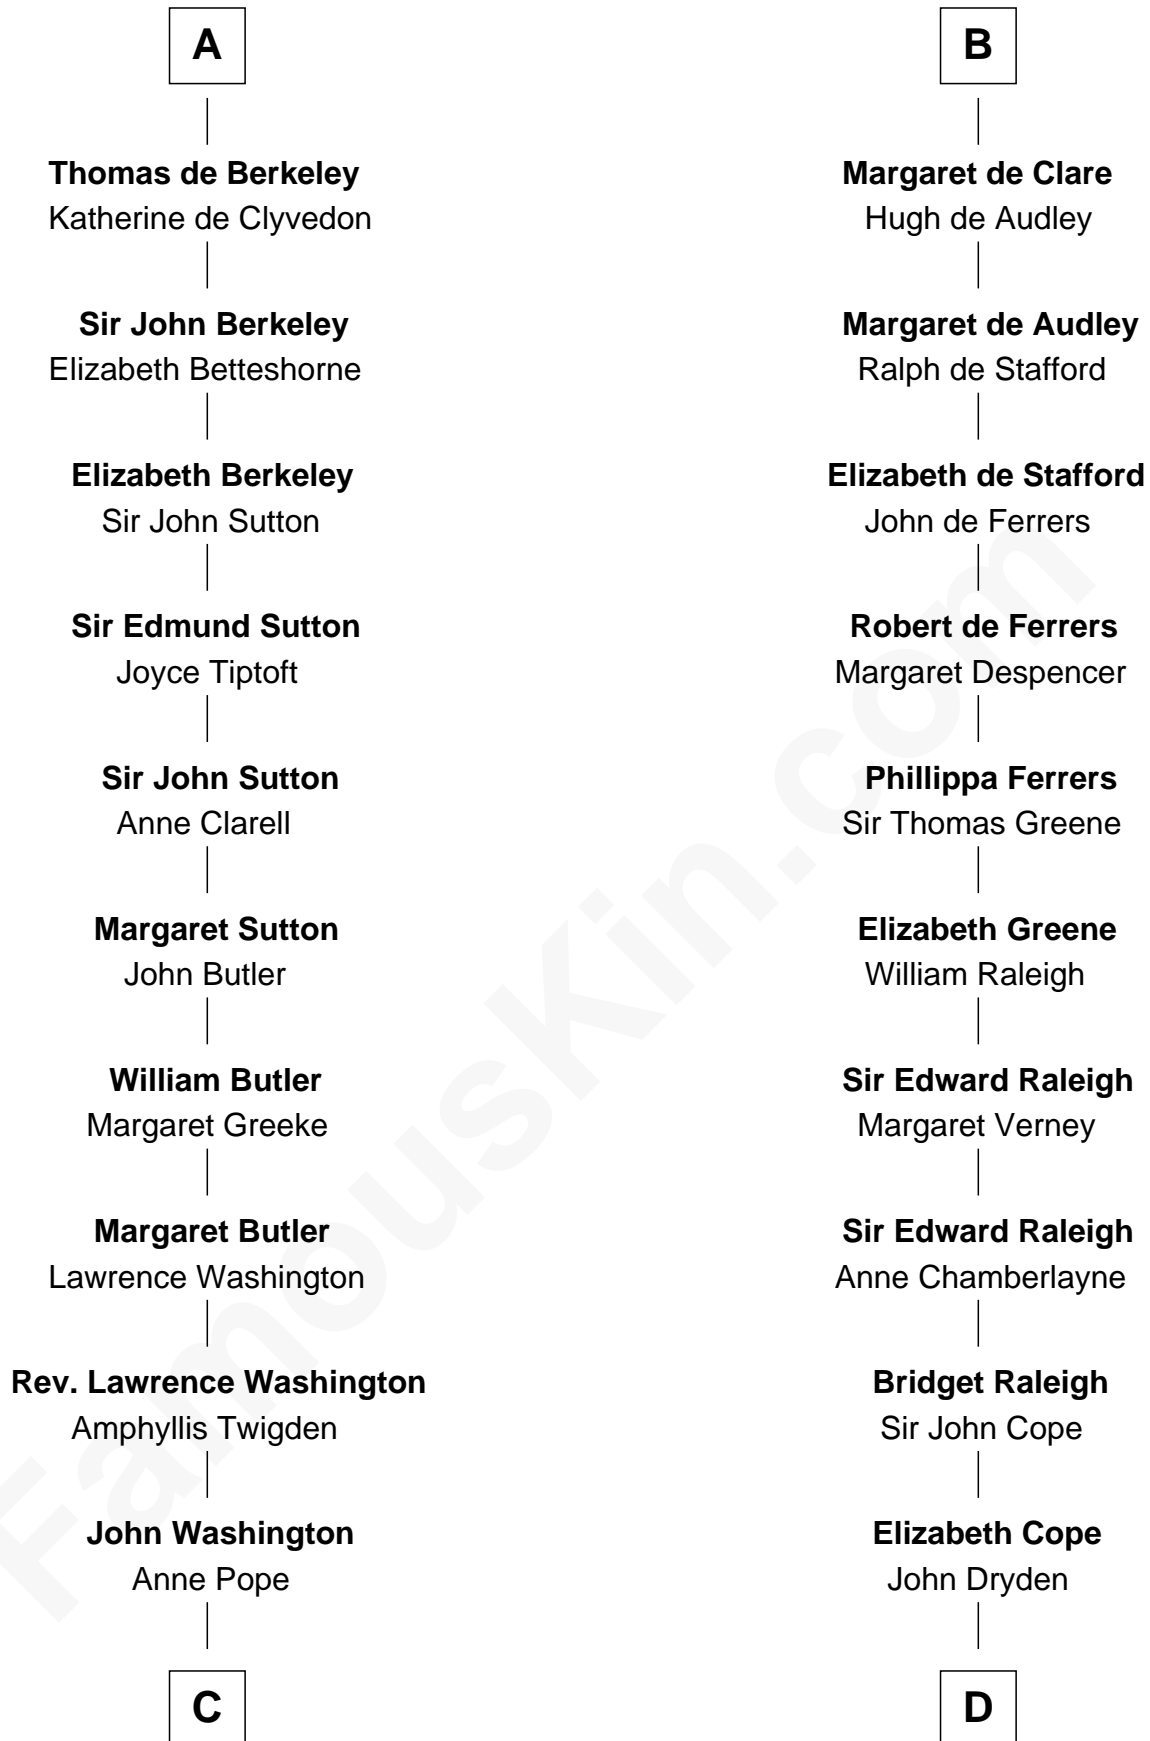 A
Thomas de Berkeley
Katherine de Clyvedon
Sir John Berkeley
Elizabeth Betteshorne
Elizabeth Berkeley
Sir John Sutton
Sir Edmund Sutton
Joyce Tiptoft
Sir John Sutton
Anne Clarell
Margaret Sutton
John Butler
William Butler
Margaret Greeke
Margaret Butler
Lawrence Washington
Rev. Lawrence Washington
Amphyllis Twigden
John Washington
Anne Pope
C
B
Margaret de Clare
Hugh de Audley
Margaret de Audley
Ralph de Stafford
Elizabeth de Stafford
John de Ferrers
Robert de Ferrers
Margaret Despencer
Phillippa Ferrers
Sir Thomas Greene
Elizabeth Greene
William Raleigh
Sir Edward Raleigh
Margaret Verney
Sir Edward Raleigh
Anne Chamberlayne
Bridget Raleigh
Sir John Cope
Elizabeth Cope
John Dryden
D
FamousKin.com